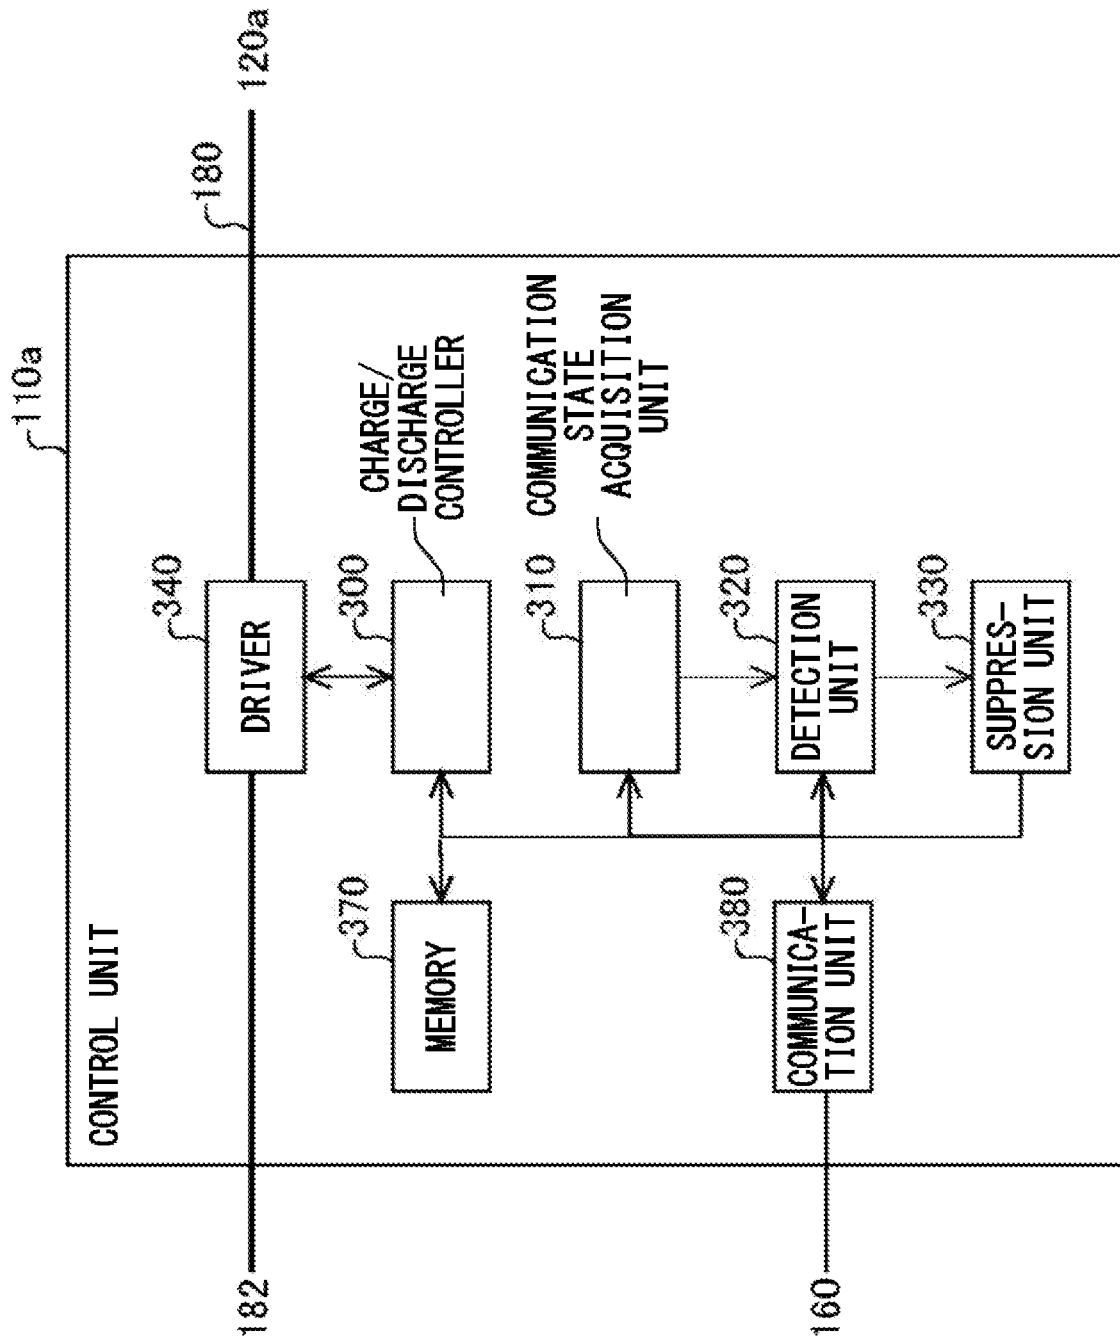 110a
CONTROL UNIT
182
180
120a
340
DRIVER
370
MEMORY
300
CHARGE/
DISCHARGE
CONTROLLER
310
COMMUNICATION
STATE
ACQUISITION
UNIT
160
380
COMMUNICA-
TION UNIT
320
DETECTION
UNIT
330
SUPPRES-
SION UNIT